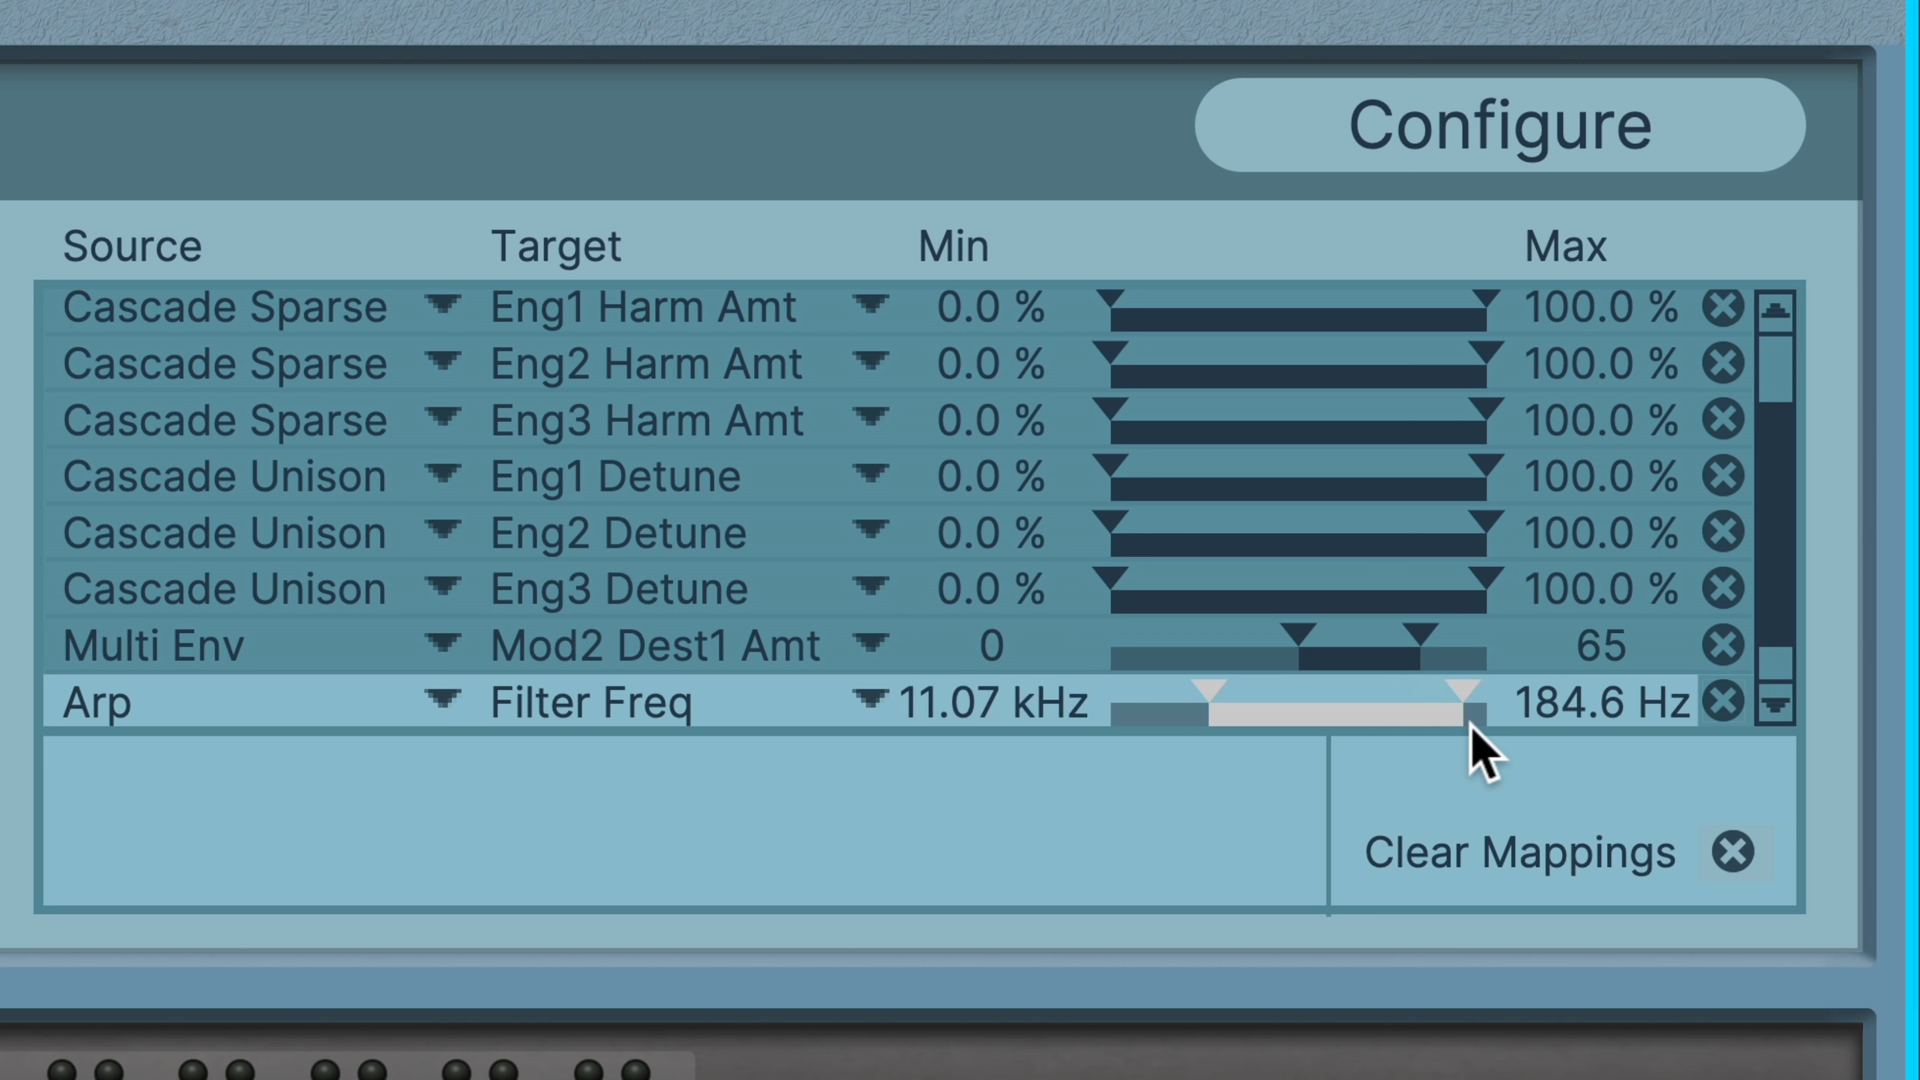 Configure
Source Target Min Max
Cascade Sparse Eng1 Harm Amt 0.0 % 100.0 %
Cascade Sparse Eng2 Harm Amt 0.0 % 100.0 %
Cascade Sparse Eng3 Harm Amt 0.0 % 100.0 %
Cascade Unison Eng1 Detune 0.0 % 100.0 %
Cascade Unison Eng2 Detune 0.0 % 100.0 %
Cascade Unison Eng3 Detune 0.0 % 100.0 %
Multi Env Mod2 Dest1 Amt 0 65
Arp Filter Freq 11.07 kHz 184.6 Hz
Clear Mappings